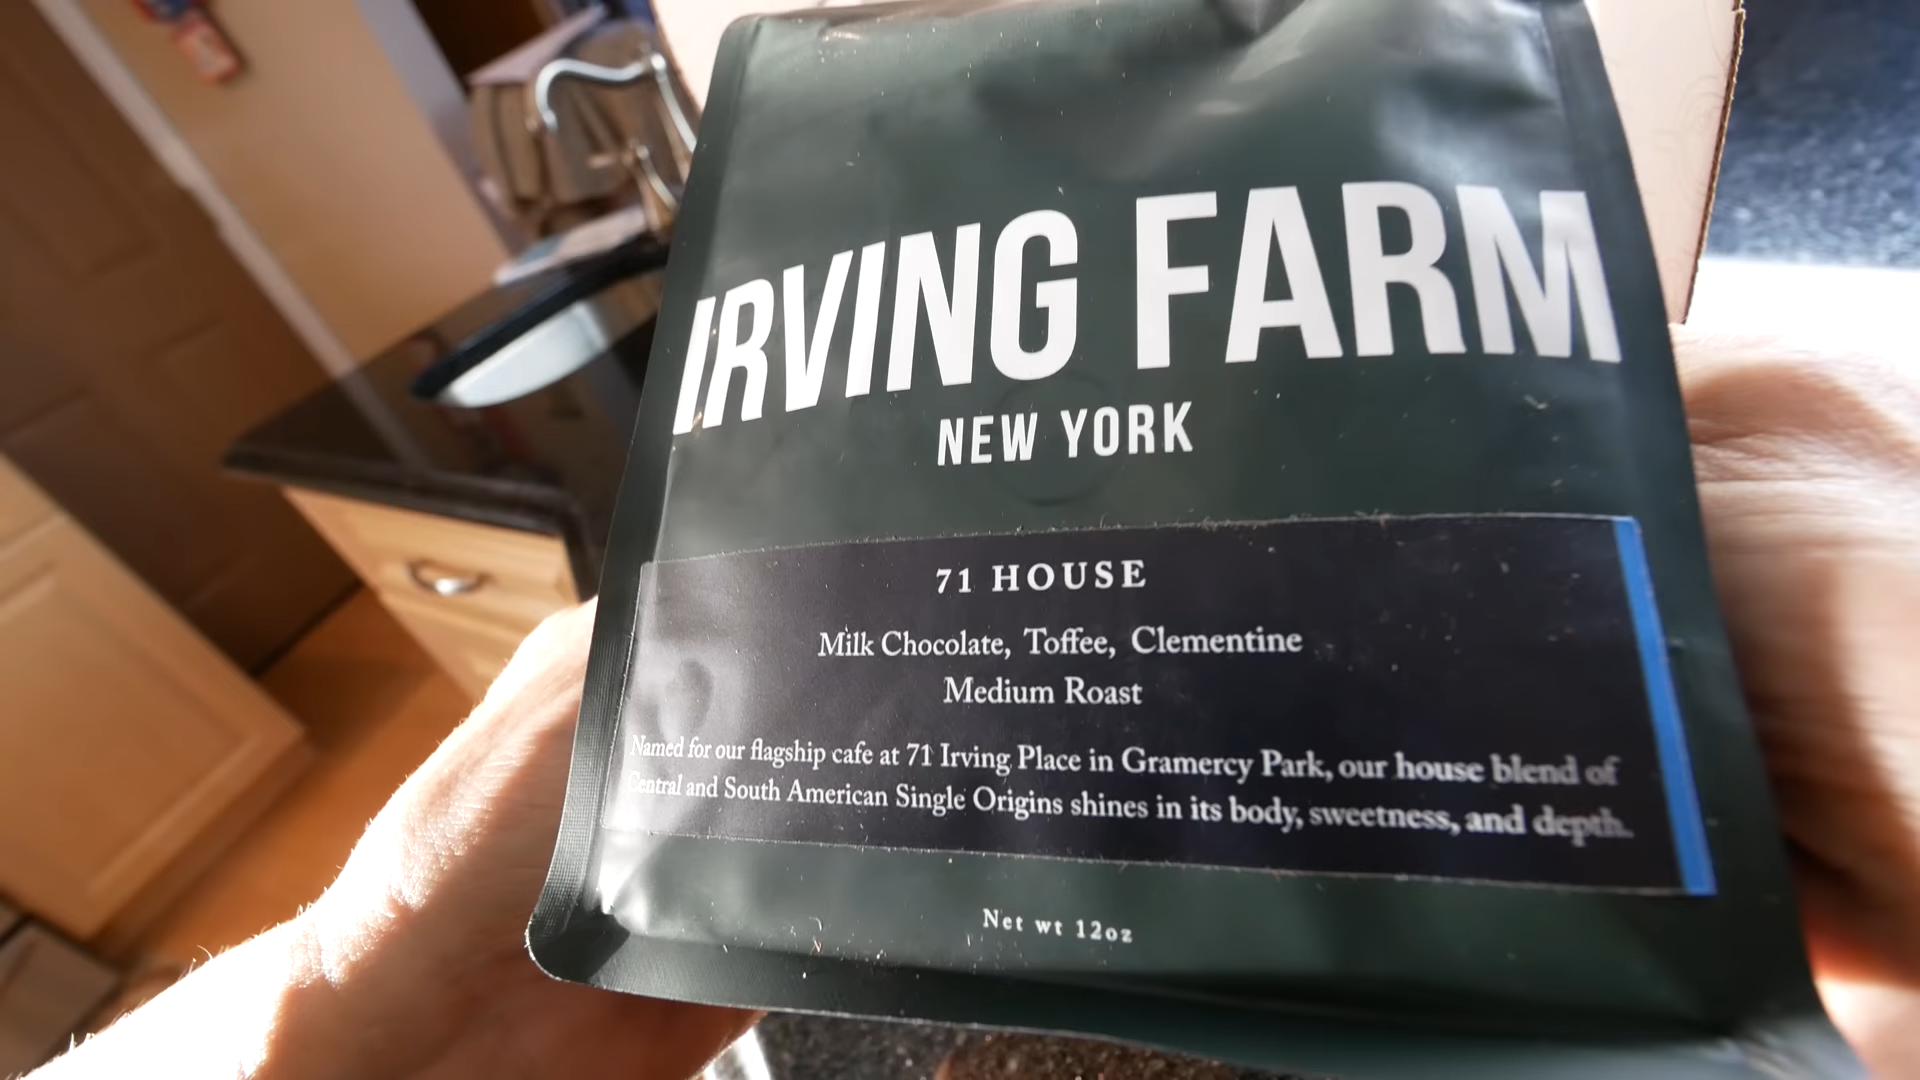 IRVING FARM
NEW YORK
71 HOUSE
Milk Chocolate, Toffee, Clementine
Medium Roast
Named for our flagship cafe at 71 Irving Place in Gramercy Park, our house blend of
Central and South American Single Origins shines in its body, sweetness, and depth.
Net wt 12oz